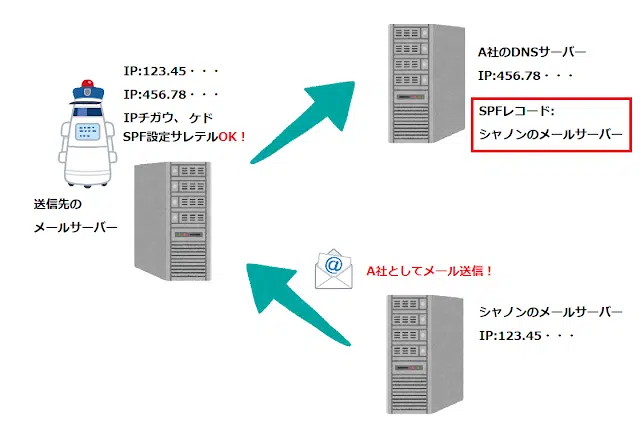 IP:123.45・・・
IP:456.78・・・
IPチガウ、ケド
SPF設定サレテルOK！
送信先の
メールサーバー
A社のDNSサーバー
IP:456.78・・・
SPFレコード:
シャノンのメールサーバー
@
A社としてメール送信！
シャノンのメールサーバー
IP:123.45・・・